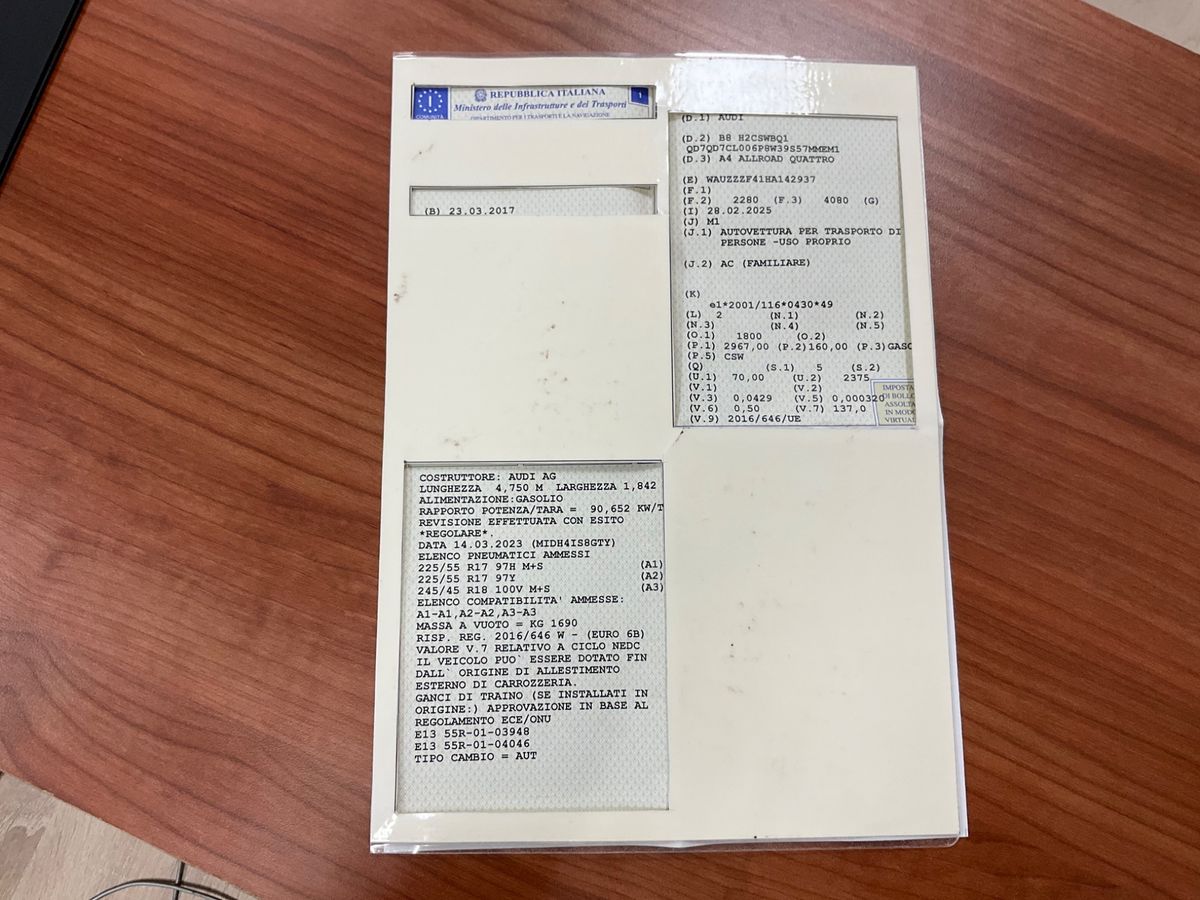 REPUBBLICA ITALIANA
Ministero delle Infrastrutture e dei Trasporti
DIPARTIMENTO PER I TRASPORTI E LA NAVIGAZIONE
I
COMUNITÀ
1
(B) 23.03.2017
(D.1) AUDI
(D.2) B8 H2CSWBQ1
QD7QD7CL006P8W39S57MMEM1
(D.3) A4 ALLROAD QUATTRO
(E) WAUZZZF41HA142937
(F.1)
(F.2) 2280 (F.3) 4080 (G)
(I) 28.02.2025
(J) M1
(J.1) AUTOVETTURA PER TRASPORTO DI
PERSONE -USO PROPRIO
(J.2) AC (FAMILIARE)
(K)
e1*2001/116*0430*49
(L) 2 (N.1) (N.2)
(N.3) (N.4) (N.5)
(O.1) 1800 (O.2)
(P.1) 2967,00 (P.2)160,00 (P.3)GASO
(P.5) CSW
(Q) (S.1) 5 (S.2)
(U.1) 70,00 (U.2) 2375
(V.1) (V.2)
(V.3) 0,0429 (V.5) 0,000320
(V.6) 0,50 (V.7) 137,0
(V.9) 2016/646/UE
IMPOSTA
DI BOLLO
ASSOLTA
IN MODO
VIRTUAL
COSTRUTTORE: AUDI AG
LUNGHEZZA 4,750 M LARGHEZZA 1,842
ALIMENTAZIONE:GASOLIO
RAPPORTO POTENZA/TARA = 90,652 KW/T
REVISIONE EFFETTUATA CON ESITO
*REGOLARE*.
DATA 14.03.2023 (MIDH4IS8GTY)
ELENCO PNEUMATICI AMMESSI
225/55 R17 97H M+S (A1)
225/55 R17 97Y (A2)
245/45 R18 100V M+S (A3)
ELENCO COMPATIBILITA' AMMESSE:
A1-A1,A2-A2,A3-A3
MASSA A VUOTO = KG 1690
RISP. REG. 2016/646 W - (EURO 6B)
VALORE V.7 RELATIVO A CICLO NEDC
IL VEICOLO PUO` ESSERE DOTATO FIN
DALL` ORIGINE DI ALLESTIMENTO
ESTERNO DI CARROZZERIA.
GANCI DI TRAINO (SE INSTALLATI IN
ORIGINE:) APPROVAZIONE IN BASE AL
REGOLAMENTO ECE/ONU
E13 55R-01-03948
E13 55R-01-04046
TIPO CAMBIO = AUT